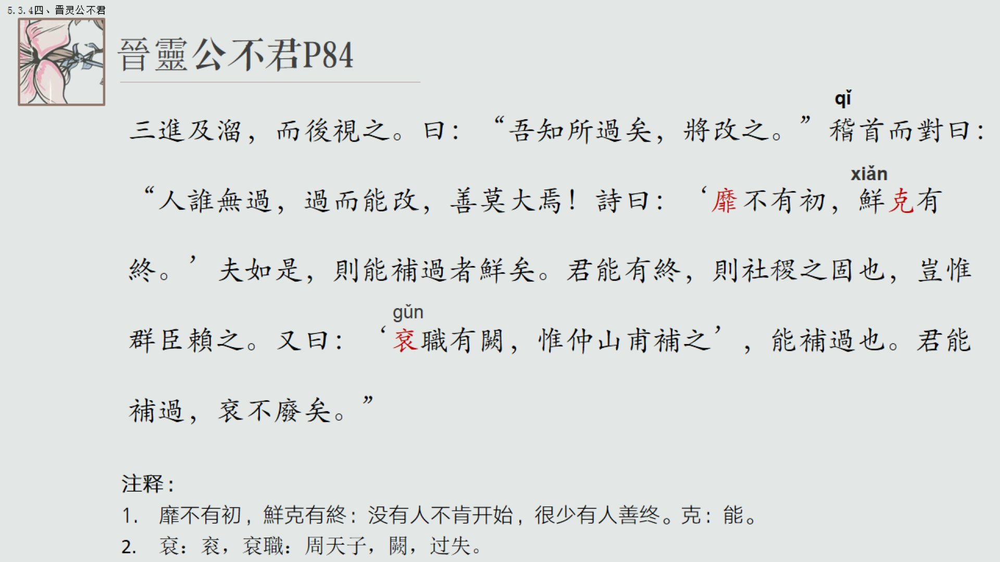 5.3.4四、晋灵公不君
晉靈公不君P84
qǐ
三進及溜，而後視之。曰：“吾知所過矣，將改之。”稽首而對曰：
xiǎn
“人誰無過，過而能改，善莫大焉！詩曰：‘靡不有初，鮮克有
終。’夫如是，則能補過者鮮矣。君能有終，則社稷之固也，豈惟
gǔn
群臣賴之。又曰：‘袞職有闕，惟仲山甫補之’，能補過也。君能
補過，袞不廢矣。”
注释：
1. 靡不有初，鮮克有終：没有人不肯开始，很少有人善终。克：能。
2. 袞：衮，袞職：周天子，闕，过失。